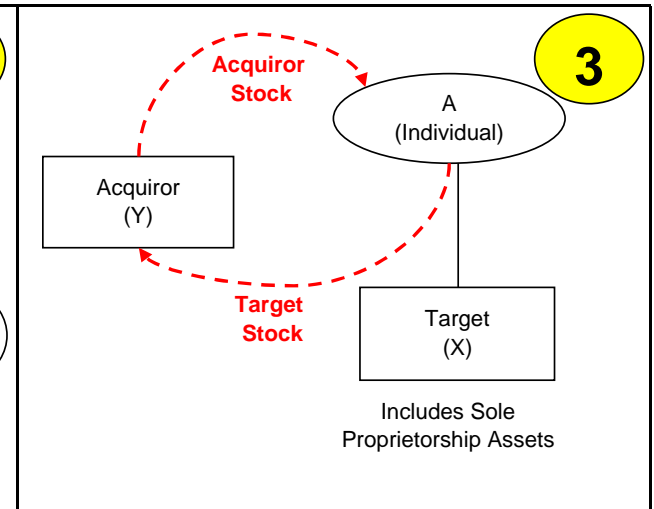 3
Acquiror
Stock
A
(Individual)
Acquiror
(Y)
Target
Stock
Target
(X)
Includes Sole
Proprietorship Assets